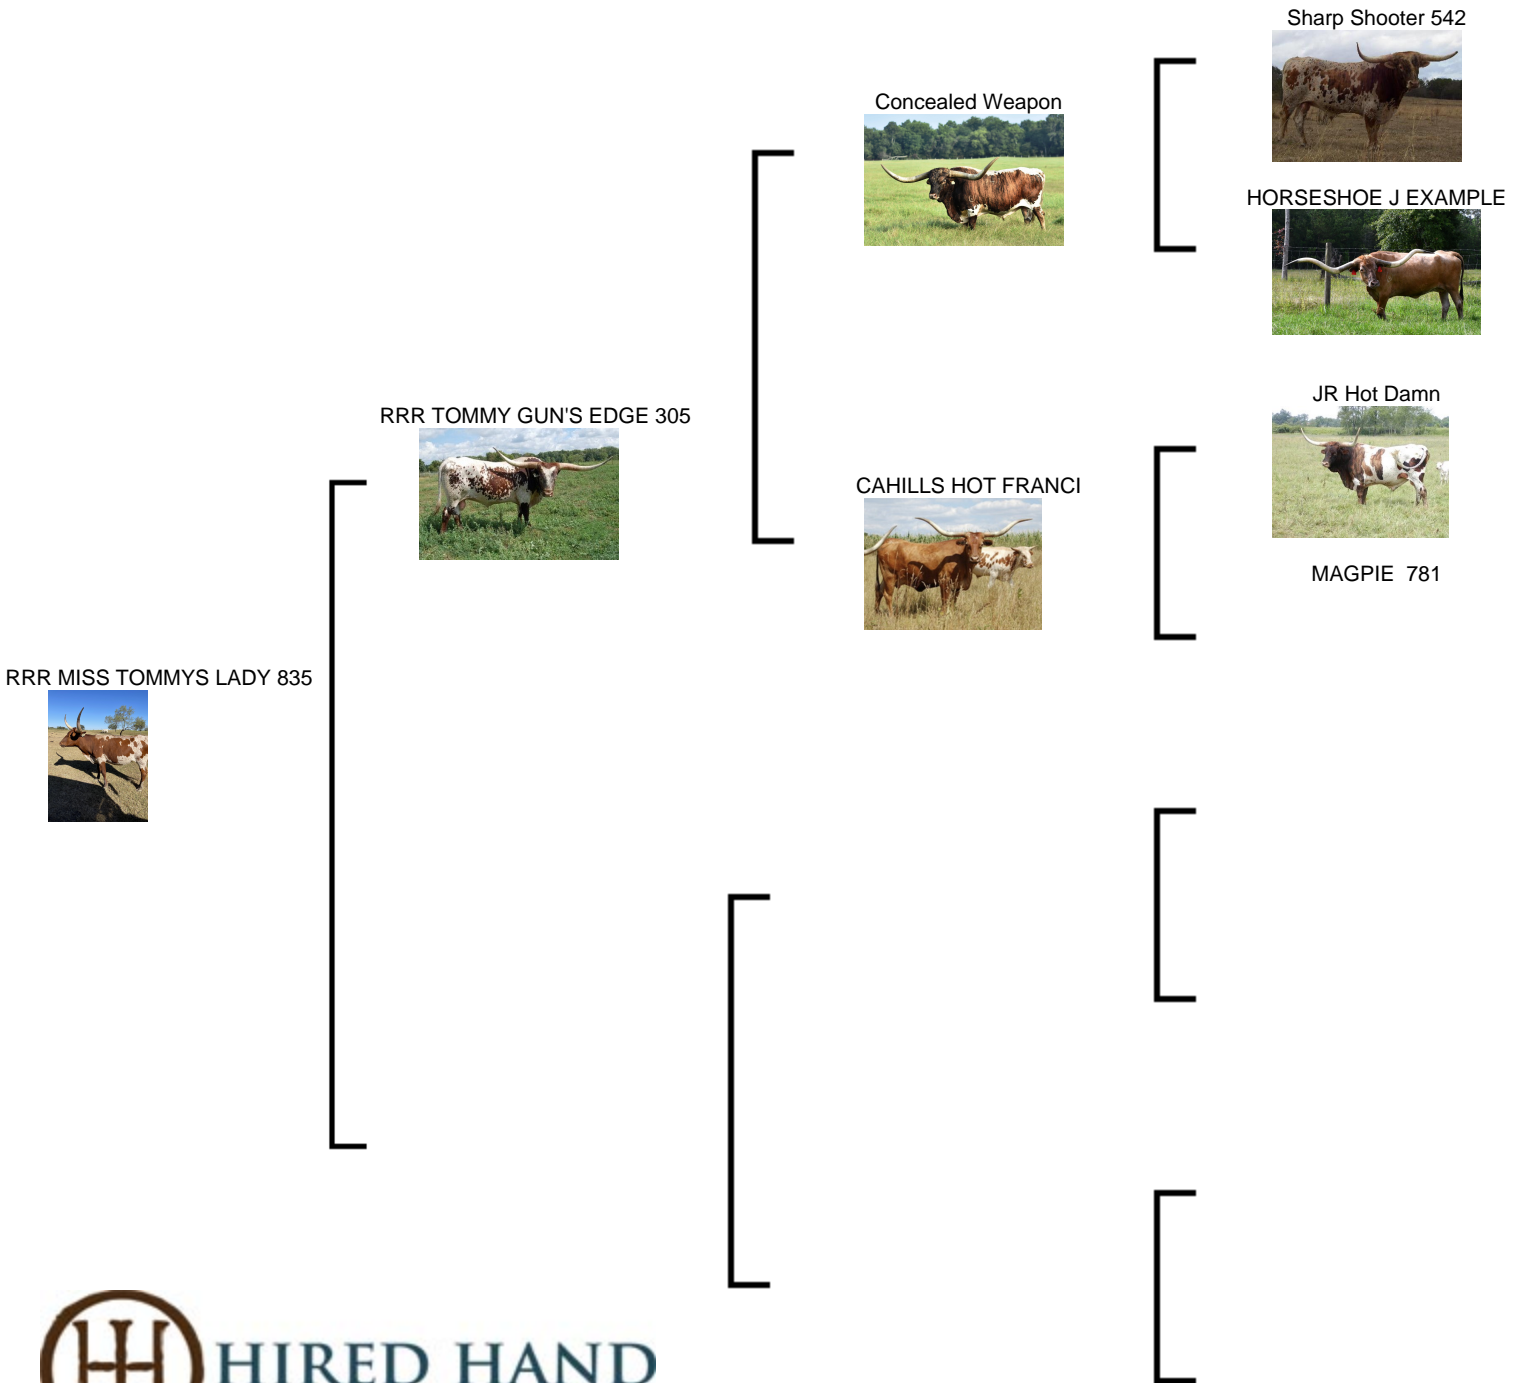 Sharp Shooter 542
Concealed Weapon
HORSESHOE J EXAMPLE
JR Hot Damn
RRR TOMMY GUN'S EDGE 305
CAHILLS HOT FRANCI
MAGPIE  781
RRR MISS TOMMYS LADY 835
HIRED HAND